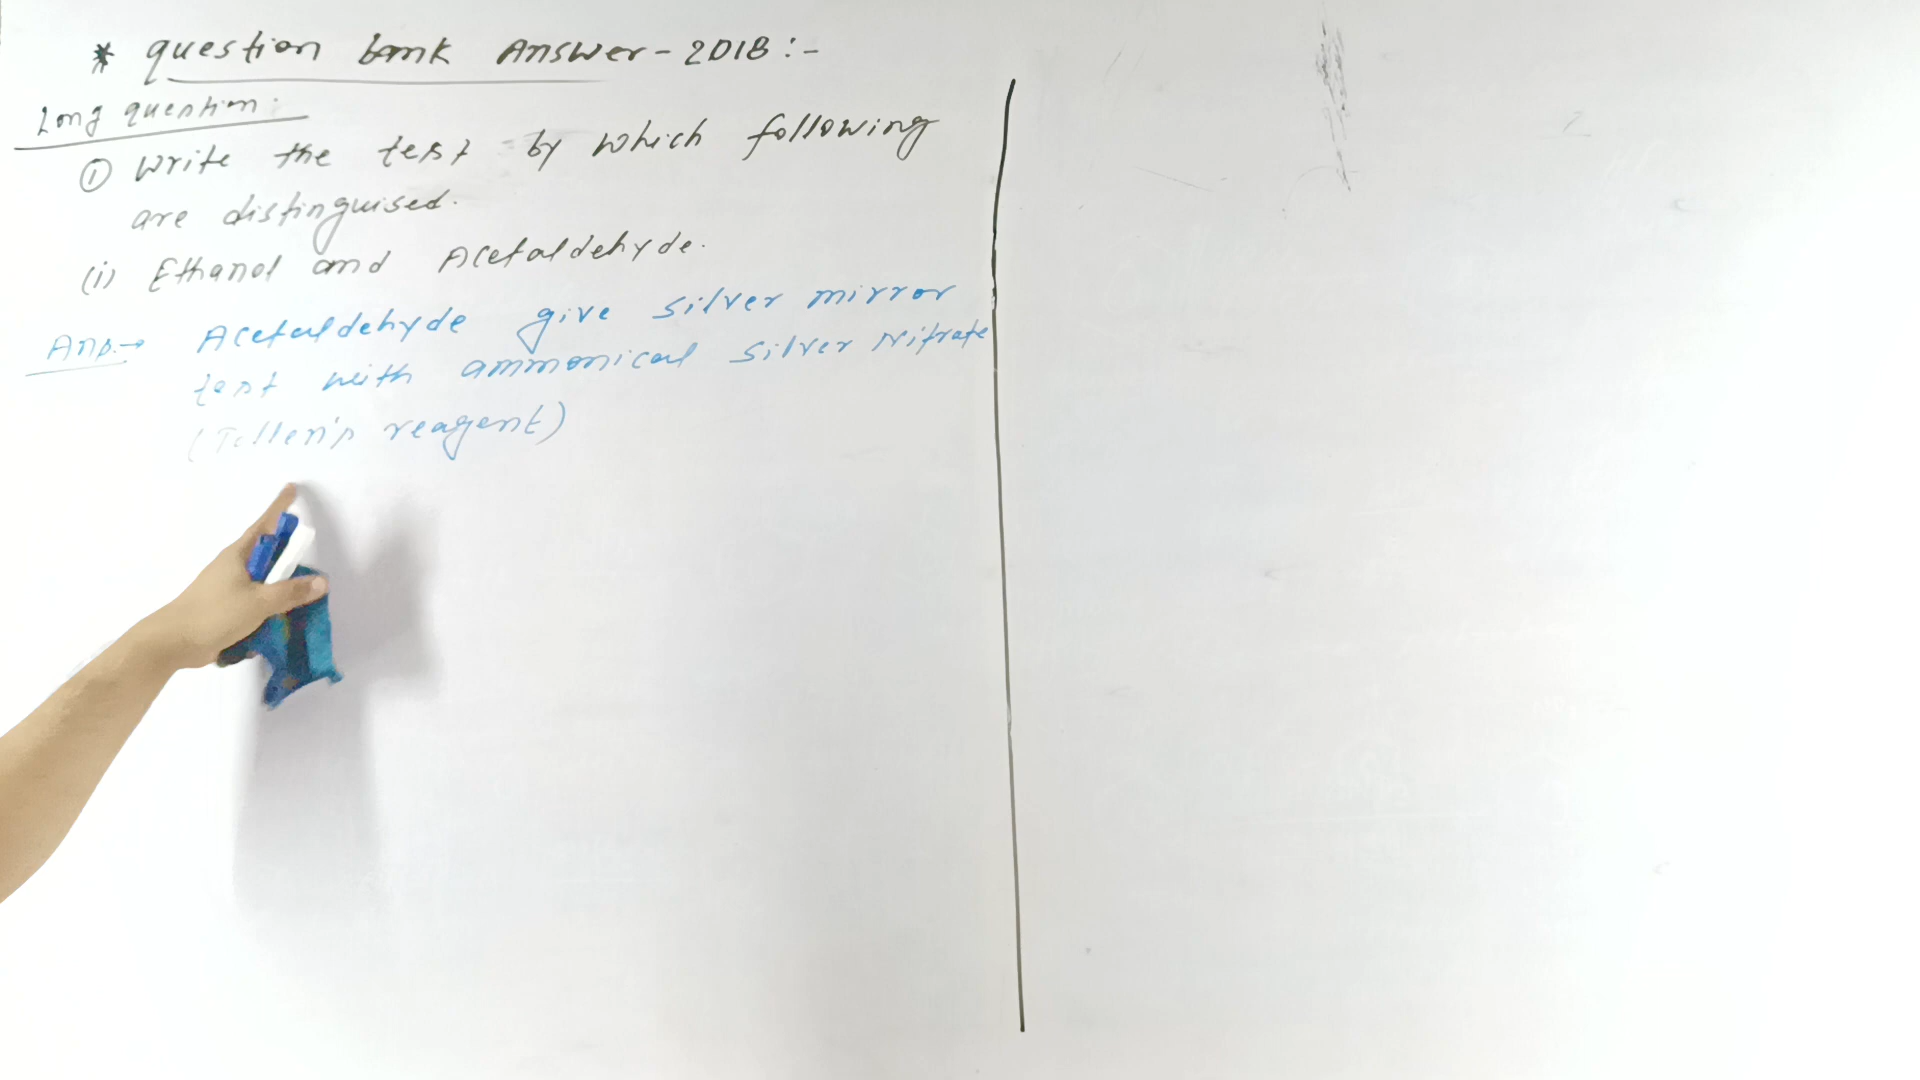 * question bank Answer - 2018 :-
Long question:
① Write the test by which following
are distinguised.
(i) Ethanol and Acetaldehyde.
Ans.→ Acetaldehyde give silver mirror
test with ammonical silver Nitrate
(Tollen's reagent)